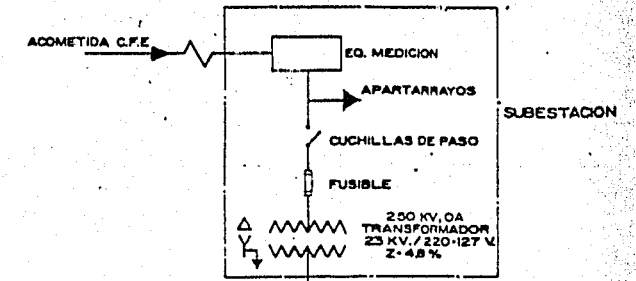 ACOMETIDA C.F.E
EQ. MEDICION
APARTARRAYOS
SUBESTACION
CUCHILLAS DE PASO
FUSIBLE
250 KV, OA
TRANSFORMADOR
23 KV./220-127 V.
Z-4.8 %